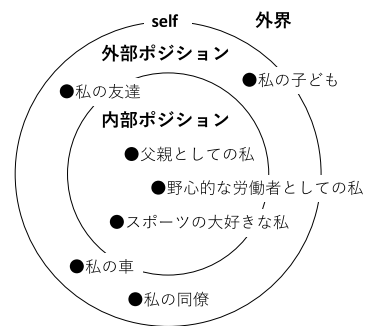 self
外界
外部ポジション
●私の子ども
●私の友達
内部ポジション
●父親としての私
●野心的な労働者としての私
●スポーツの大好きな私
●私の車
●私の同僚